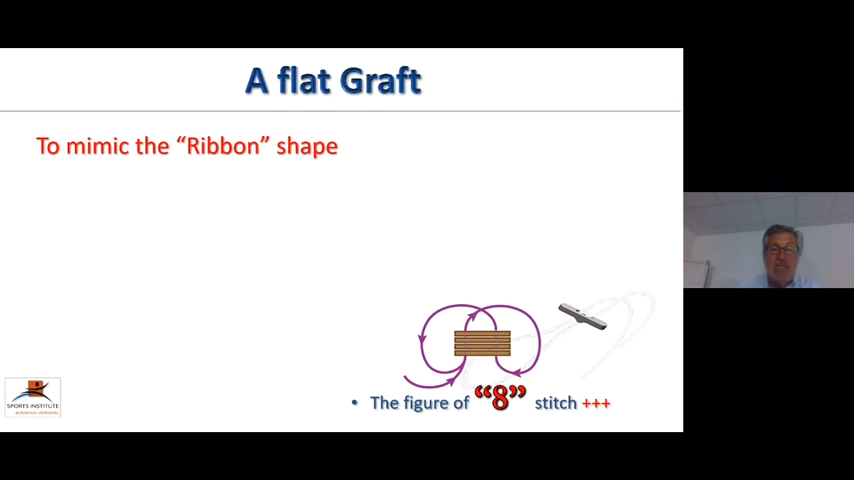 A flat Graft
To mimic the “Ribbon” shape
• The figure of “8” stitch +++
SPORTS INSTITUTE